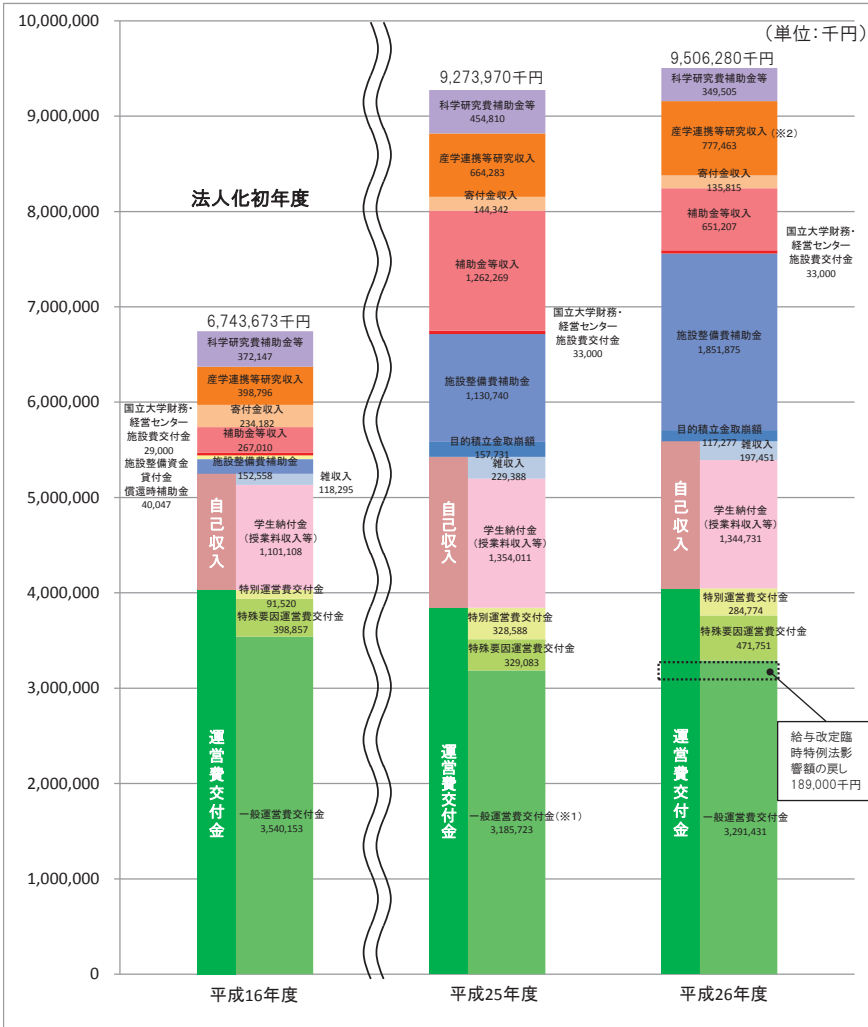 (単位:千円)
10,000,000
9,000,000
8,000,000
7,000,000
6,000,000
5,000,000
4,000,000
3,000,000
2,000,000
1,000,000
0
法人化初年度
6,743,673千円
科学研究費補助金等
372,147
産学連携等研究収入
398,796
寄付金収入
234,182
補助金等収入
267,010
国立大学財務・
経営センター
施設費交付金
29,000
施設整備資金
貸付金
償還時補助金
40,047
施設整備費補助金
152,558
雑収入
118,295
自己収入
学生納付金
(授業料収入等)
1,101,108
特別運営費交付金
91,520
特殊要因運営費交付金
398,857
運営費交付金
一般運営費交付金
3,540,153
平成16年度
9,273,970千円
科学研究費補助金等
454,810
産学連携等研究収入
664,283
寄付金収入
144,342
補助金等収入
1,262,269
国立大学財務・
経営センター
施設費交付金
33,000
施設整備費補助金
1,130,740
目的積立金取崩額
157,731
雑収入
229,388
自己収入
学生納付金
(授業料収入等)
1,354,011
特別運営費交付金
328,588
特殊要因運営費交付金
329,083
運営費交付金
一般運営費交付金(※1)
3,185,723
平成25年度
9,506,280千円
科学研究費補助金等
349,505
産学連携等研究収入(※2)
777,463
寄付金収入
135,815
補助金等収入
651,207
国立大学財務・
経営センター
施設費交付金
33,000
施設整備費補助金
1,851,875
目的積立金取崩額
117,277
雑収入
197,451
自己収入
学生納付金
(授業料収入等)
1,344,731
特別運営費交付金
284,774
特殊要因運営費交付金
471,751
給与改定臨
時特例法影
響額の戻し
189,000千円
運営費交付金
一般運営費交付金
3,291,431
平成26年度